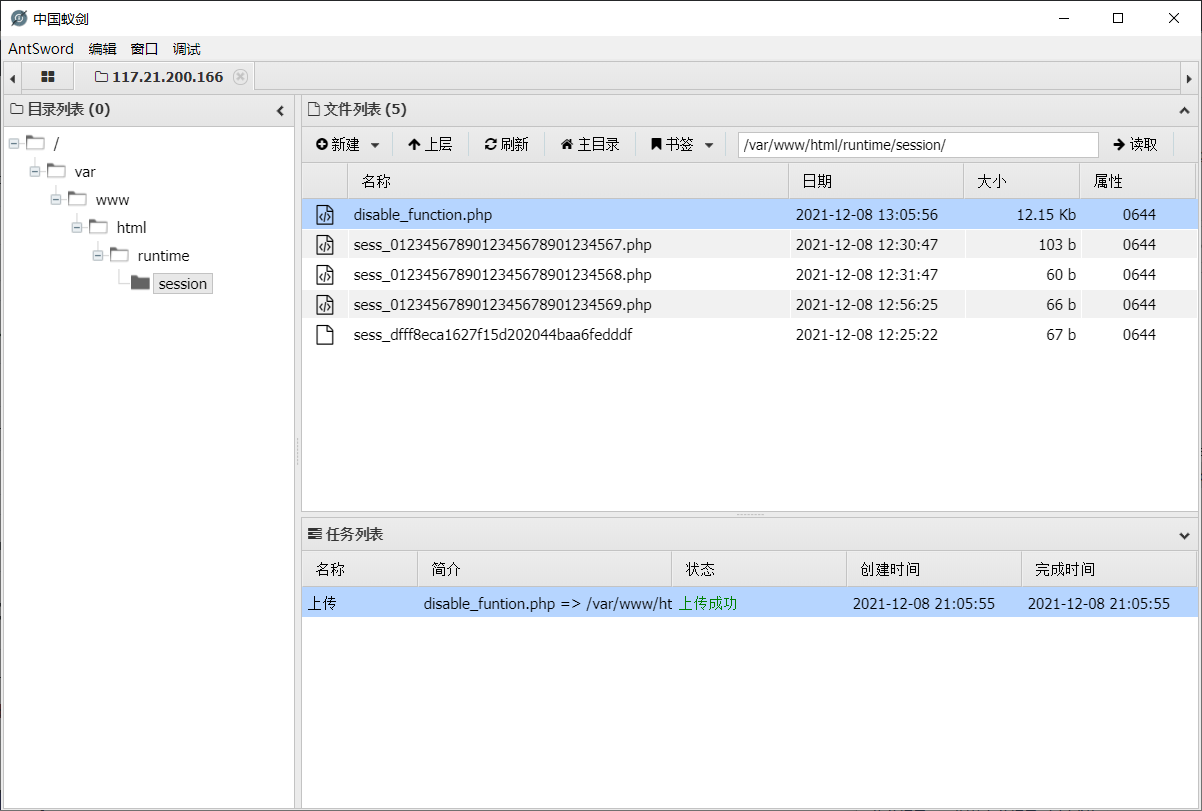 中国蚁剑
AntSword 编辑 窗口 调试
117.21.200.166
目录列表 (0)
/
var
www
html
runtime
session
文件列表 (5)
新建 上层 刷新 主目录 书签 /var/www/html/runtime/session/ 读取
名称 日期 大小 属性
disable_function.php 2021-12-08 13:05:56 12.15 Kb 0644
sess_0123456789012345678901234567.php 2021-12-08 12:30:47 103 b 0644
sess_0123456789012345678901234568.php 2021-12-08 12:31:47 60 b 0644
sess_0123456789012345678901234569.php 2021-12-08 12:56:25 66 b 0644
sess_dfff8eca1627f15d202044baa6fedddf 2021-12-08 12:25:22 67 b 0644
任务列表
名称 简介 状态 创建时间 完成时间
上传 disable_funtion.php => /var/www/ht 上传成功 2021-12-08 21:05:55 2021-12-08 21:05:55